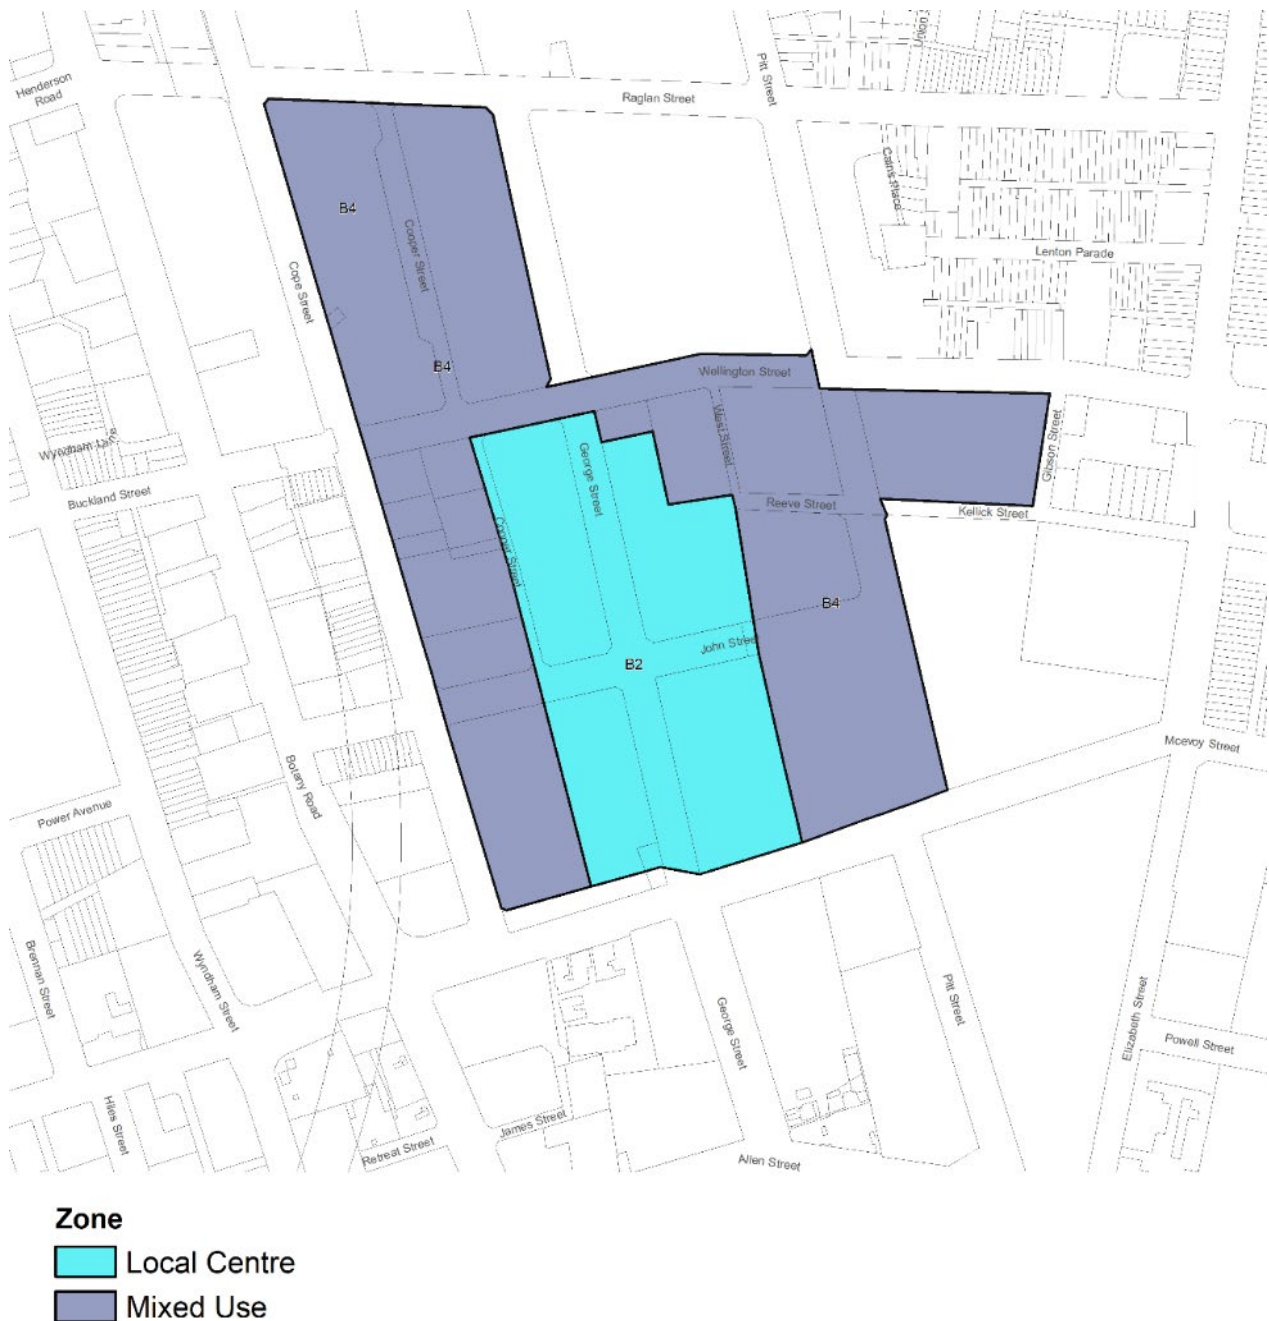 Henderson
Road
Union
Pitt Street
Raglan Street
Cains Place
B4
Cooper Street
Lenton Parade
Cope Street
B4
Wellington Street
West Street
Gibson Street
Wyndham Lane
George Street
Buckland Street
Reeve Street
Kellick Street
Cooper Street
B4
John Street
B2
Mcevoy Street
Botany Road
Power Avenue
Brennan Street
Wyndham Street
George Street
Pitt Street
Elizabeth Street
Powell Street
Hiles Street
James Street
Retreat Street
Allen Street
Zone
Local Centre
Mixed Use